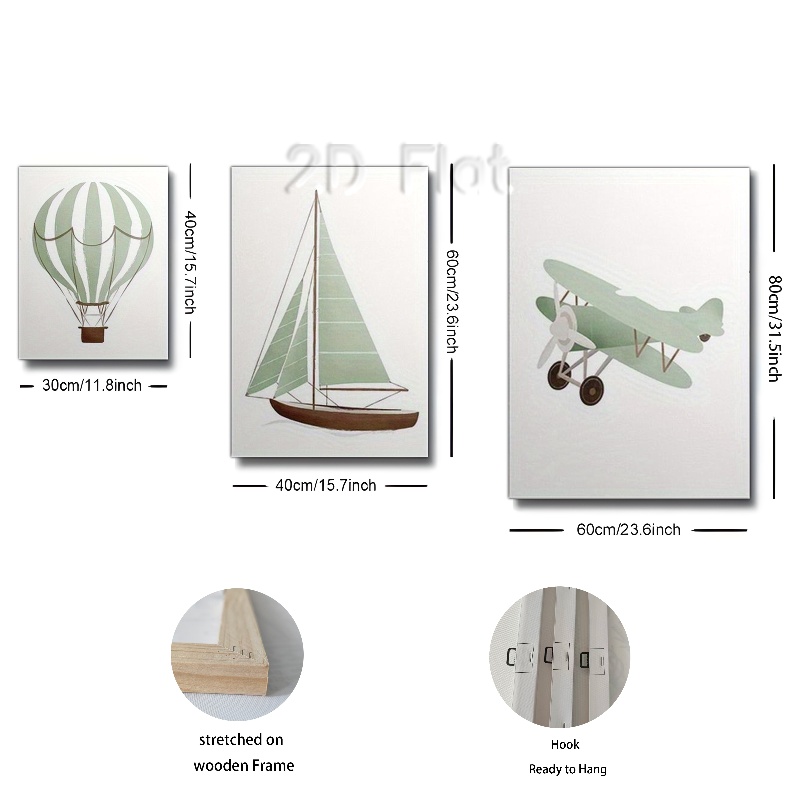 2D Flat
40cm/15.7inch
60cm/23.6inch
80cm/31.5inch
30cm/11.8inch
40cm/15.7inch
60cm/23.6inch
stretched on
wooden Frame
Hook
Ready to Hang